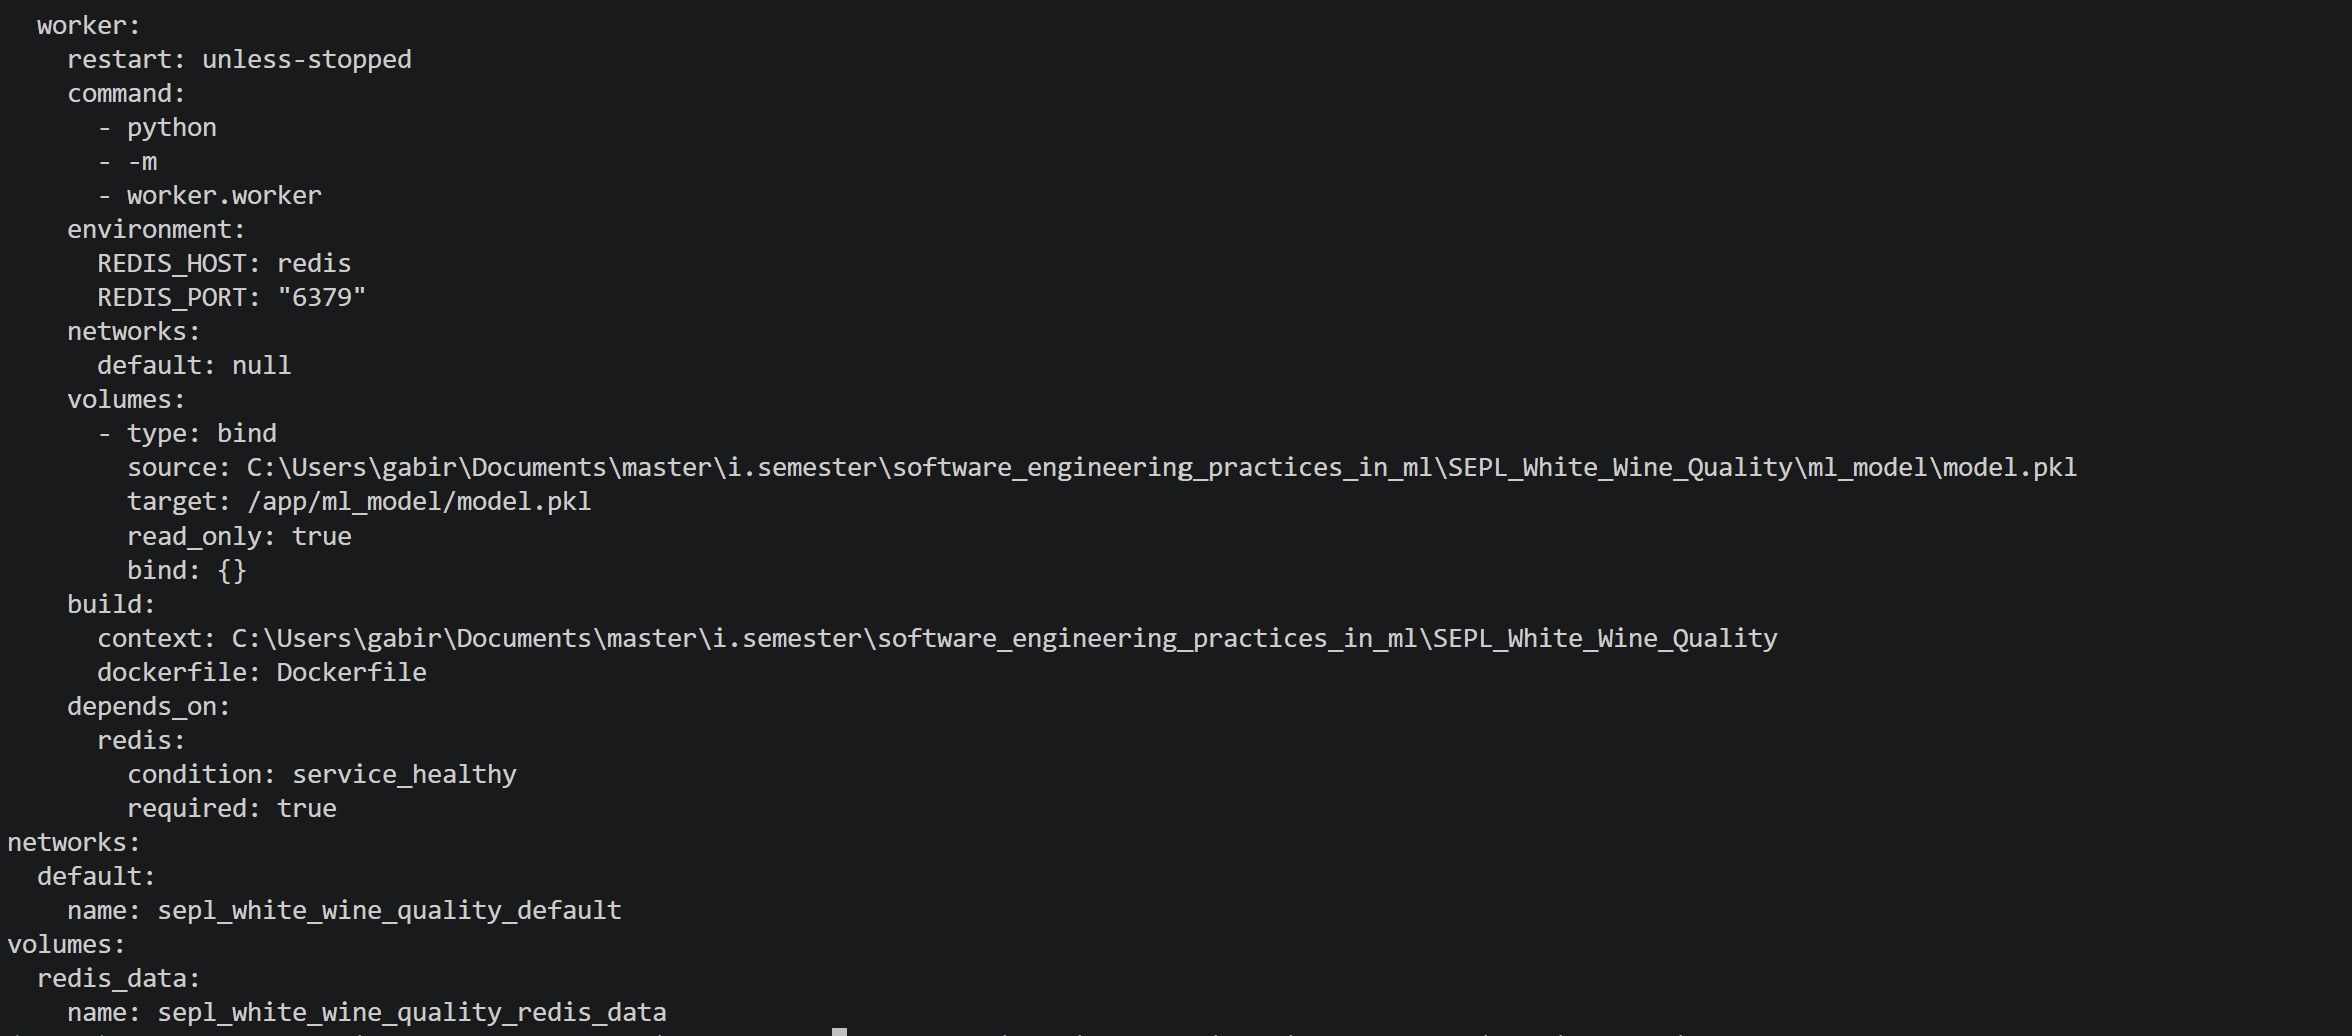 worker:
    restart: unless-stopped
    command:
      - python
      - -m
      - worker.worker
    environment:
      REDIS_HOST: redis
      REDIS_PORT: "6379"
    networks:
      default: null
    volumes:
      - type: bind
        source: C:\Users\gabir\Documents\master\i.semester\software_engineering_practices_in_ml\SEPL_White_Wine_Quality\ml_model\model.pkl
        target: /app/ml_model/model.pkl
        read_only: true
        bind: {}
    build:
      context: C:\Users\gabir\Documents\master\i.semester\software_engineering_practices_in_ml\SEPL_White_Wine_Quality
      dockerfile: Dockerfile
    depends_on:
      redis:
        condition: service_healthy
        required: true
networks:
  default:
    name: sepl_white_wine_quality_default
volumes:
  redis_data:
    name: sepl_white_wine_quality_redis_data